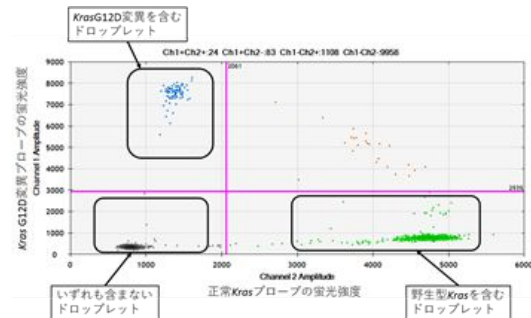 KrasG12D変異を含む
ドロップレット
Ch1+Ch2+:24 Ch1+Ch2-:83 Ch1-Ch2+:1108 Ch1-Ch2-:9958
2061
9000
8000
7000
6000
5000
4000
3000
2000
1000
0
Kras G12D変異プローブの蛍光強度
Channel 1 Amplitude
0 1000 2000 3000 4000 5000 6000
Channel 2 Amplitude
正常Krasプローブの蛍光強度
いずれも含まない
ドロップレット
野生型Krasを含む
ドロップレット